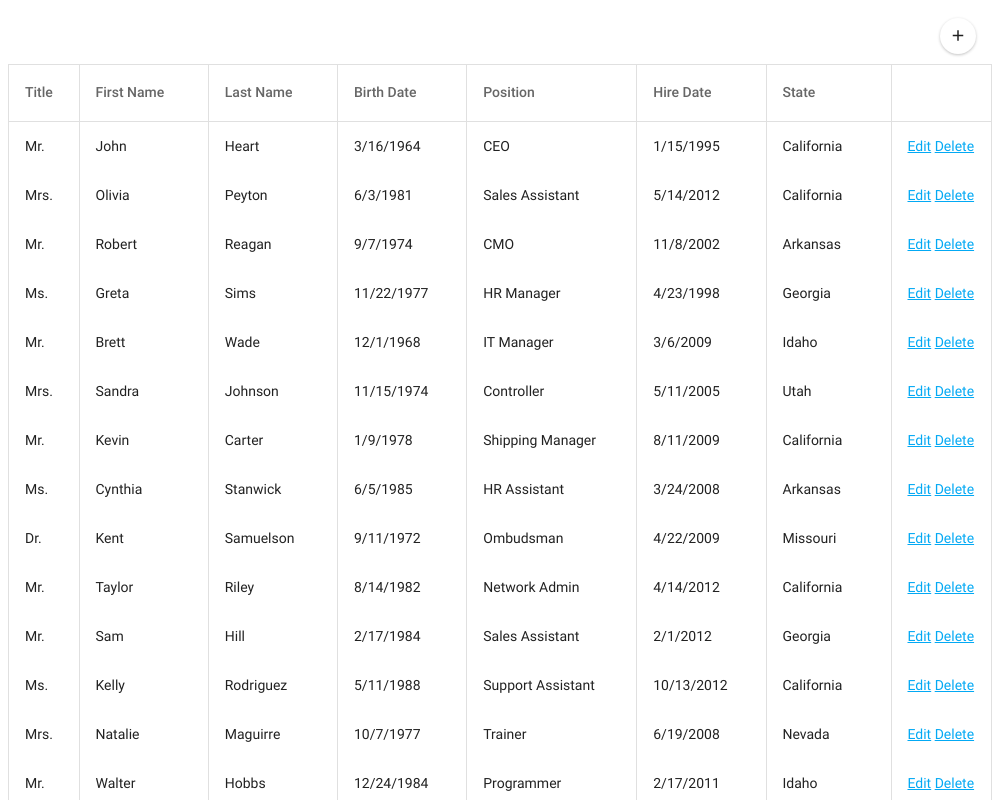 +
Title First Name Last Name Birth Date Position Hire Date State
Mr. John Heart 3/16/1964 CEO 1/15/1995 California Edit Delete
Mrs. Olivia Peyton 6/3/1981 Sales Assistant 5/14/2012 California Edit Delete
Mr. Robert Reagan 9/7/1974 CMO 11/8/2002 Arkansas Edit Delete
Ms. Greta Sims 11/22/1977 HR Manager 4/23/1998 Georgia Edit Delete
Mr. Brett Wade 12/1/1968 IT Manager 3/6/2009 Idaho Edit Delete
Mrs. Sandra Johnson 11/15/1974 Controller 5/11/2005 Utah Edit Delete
Mr. Kevin Carter 1/9/1978 Shipping Manager 8/11/2009 California Edit Delete
Ms. Cynthia Stanwick 6/5/1985 HR Assistant 3/24/2008 Arkansas Edit Delete
Dr. Kent Samuelson 9/11/1972 Ombudsman 4/22/2009 Missouri Edit Delete
Mr. Taylor Riley 8/14/1982 Network Admin 4/14/2012 California Edit Delete
Mr. Sam Hill 2/17/1984 Sales Assistant 2/1/2012 Georgia Edit Delete
Ms. Kelly Rodriguez 5/11/1988 Support Assistant 10/13/2012 California Edit Delete
Mrs. Natalie Maguirre 10/7/1977 Trainer 6/19/2008 Nevada Edit Delete
Mr. Walter Hobbs 12/24/1984 Programmer 2/17/2011 Idaho Edit Delete